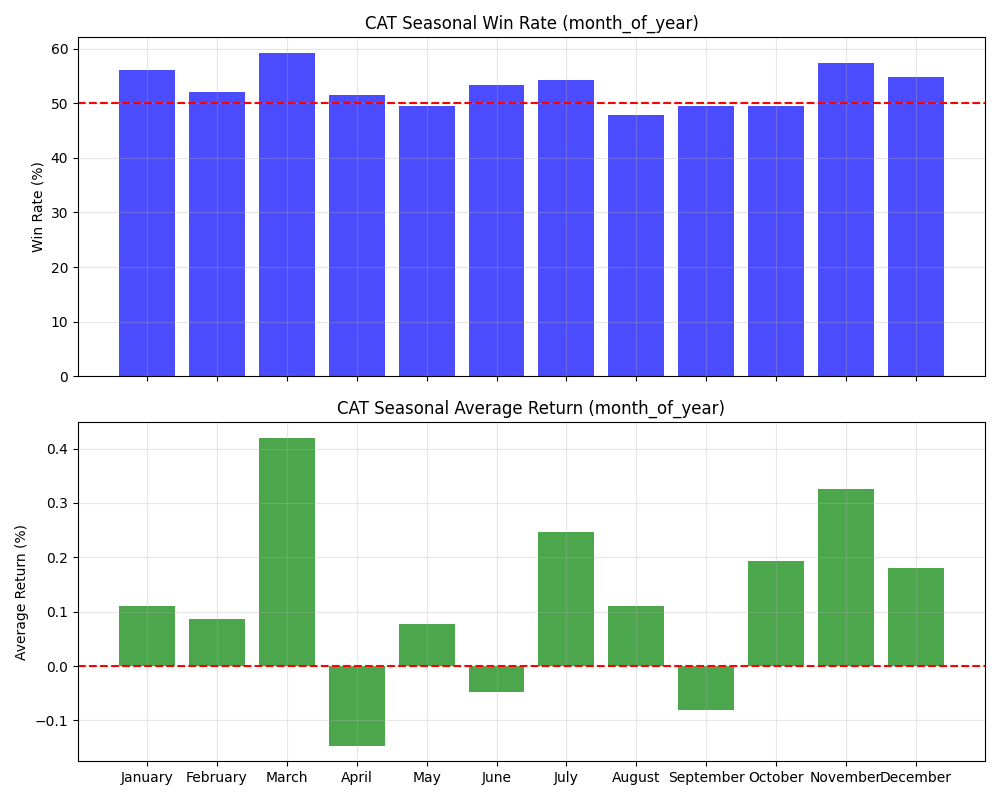 CAT Seasonal Win Rate (month_of_year)
60
50
40
30
20
10
0
Win Rate (%)
CAT Seasonal Average Return (month_of_year)
0.4
0.3
0.2
0.1
0.0
−0.1
Average Return (%)
January February March April May June July August September October November December